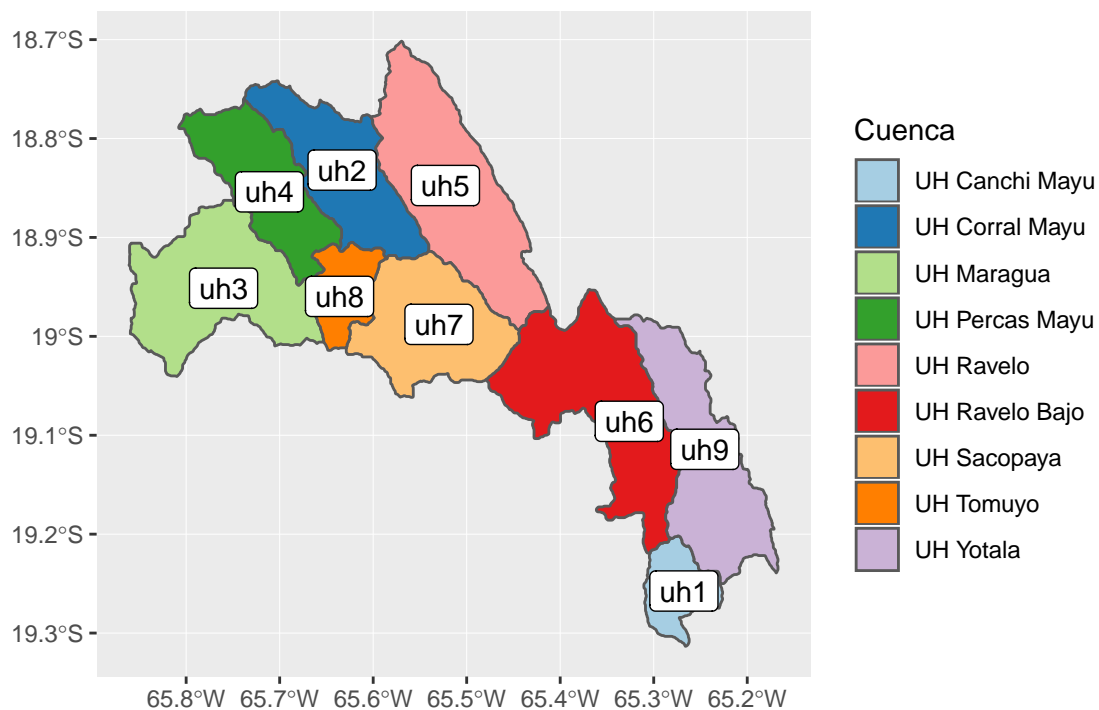 18.7°S
18.8°S
18.9°S
19°S
19.1°S
19.2°S
19.3°S
65.8°W
65.7°W
65.6°W
65.5°W
65.4°W
65.3°W
65.2°W
uh2
uh5
uh4
uh3
uh8
uh7
uh6
uh9
uh1
Cuenca
UH Canchi Mayu
UH Corral Mayu
UH Maragua
UH Percas Mayu
UH Ravelo
UH Ravelo Bajo
UH Sacopaya
UH Tomuyo
UH Yotala